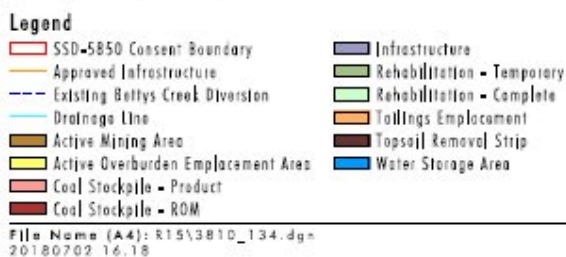 Legend
SSD-5850 Consent Boundary
Approved Infrastructure
Existing Bettys Creek Diversion
Drainage Line
Active Mining Area
Active Overburden Emplacement Area
Coal Stockpile - Product
Coal Stockpile - ROM
Infrastructure
Rehabilitation - Temporary
Rehabilitation - Complete
Tailings Emplacement
Topsoil Removal Strip
Water Storage Area
File Name (A4): R15\3810_134.dgn
20180702 16.18